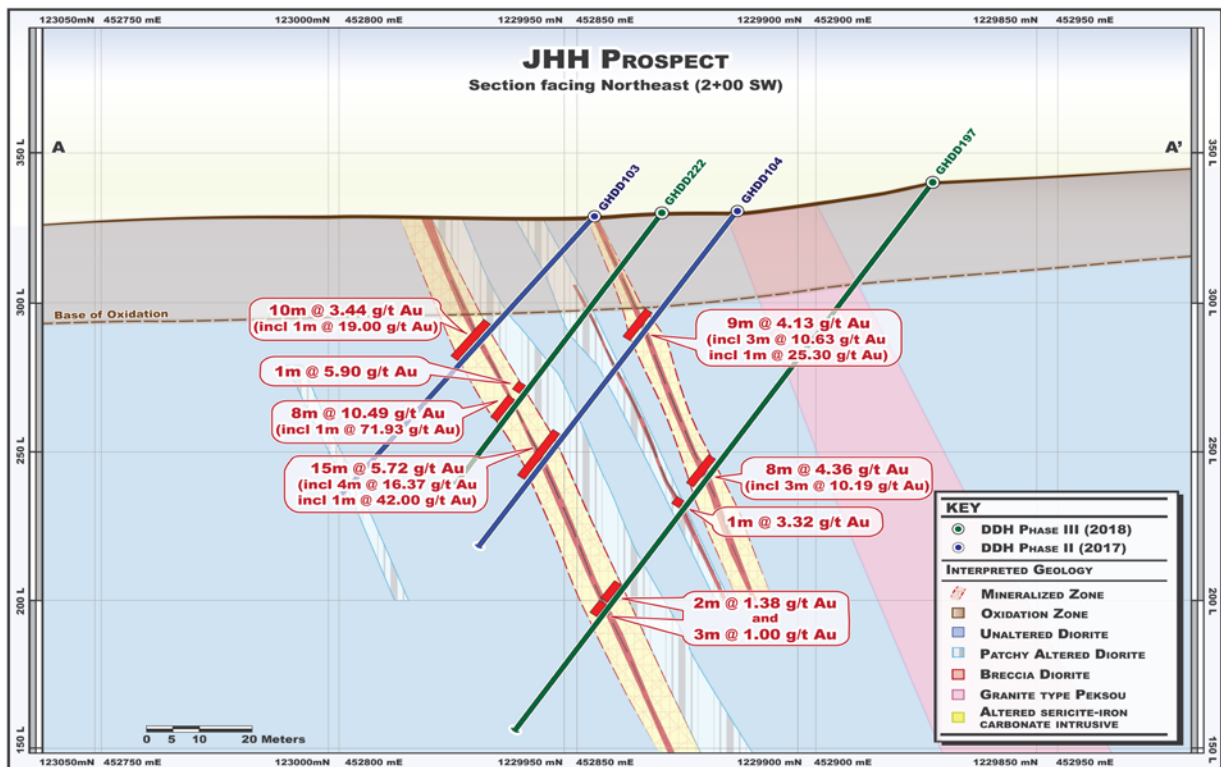 123050 mN 452750 mE 123000 mN 452800 mE 1229950 mN 452850 mE 1229900 mN 452900 mE 1229850 mN 452950 mE
JHH Prospect
Section facing Northeast (2+00 SW)
A
A'
350 L
350 L
300 L
300 L
250 L
250 L
200 L
200 L
150 L
150 L
GHDD103
GHDD222
GHDD104
GHDD197
Base of Oxidation
10m @ 3.44 g/t Au
(incl 1m @ 19.00 g/t Au)
1m @ 5.90 g/t Au
8m @ 10.49 g/t Au
(incl 1m @ 71.93 g/t Au)
15m @ 5.72 g/t Au
(incl 4m @ 16.37 g/t Au
incl 1m @ 42.00 g/t Au)
9m @ 4.13 g/t Au
(incl 3m @ 10.63 g/t Au
incl 1m @ 25.30 g/t Au)
8m @ 4.36 g/t Au
(incl 3m @ 10.19 g/t Au)
1m @ 3.32 g/t Au
2m @ 1.38 g/t Au
and
3m @ 1.00 g/t Au
KEY
DDH Phase III (2018)
DDH Phase II (2017)
Interpreted Geology
Mineralized Zone
Oxidation Zone
Unaltered Diorite
Patchy Altered Diorite
Breccia Diorite
Granite type Peksou
Altered sericite-iron
carbonate intrusive
0 5 10 20 Meters
123050mN 452750 mE 123000 mN 452800 mE 1229950 mN 452850 mE 1229900 mN 452900 mE 1229850 mN 452950 mE